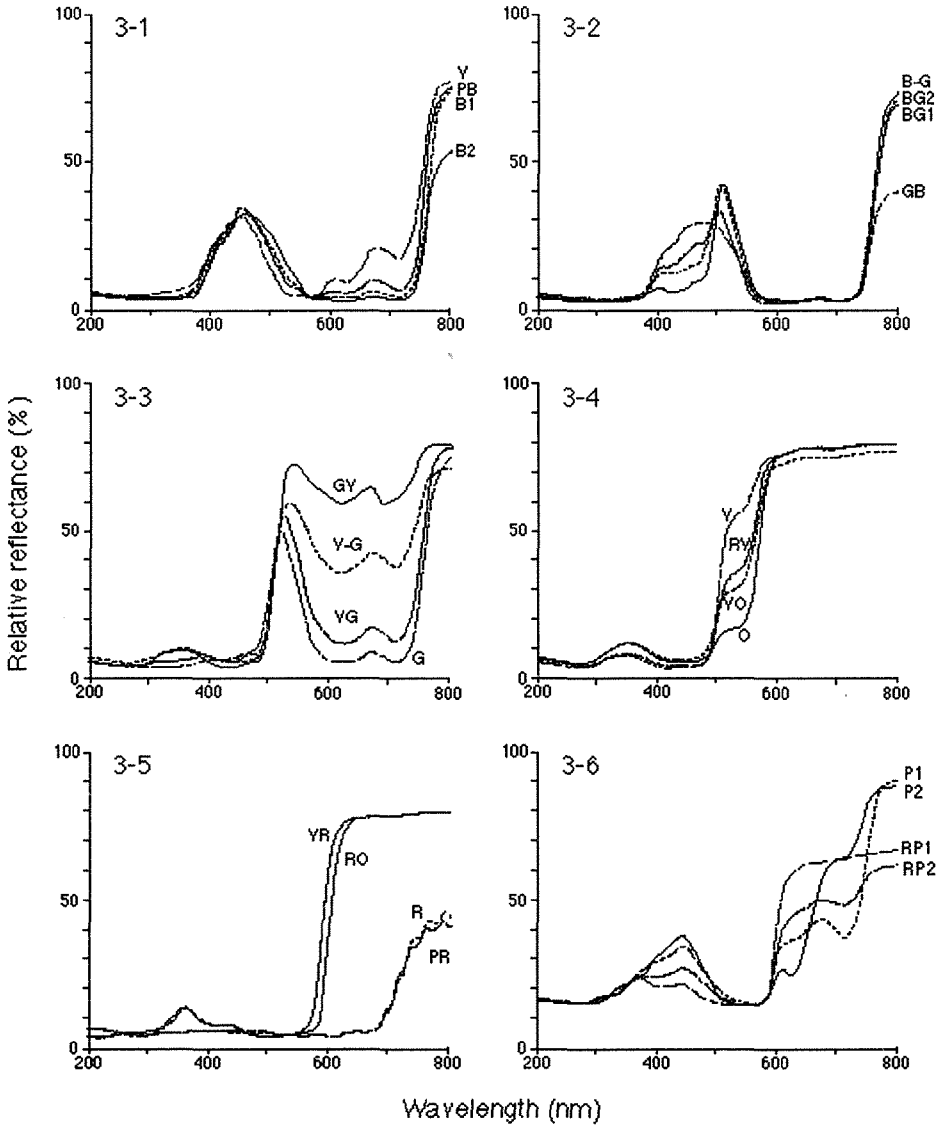 3-1
100
50
0
200
400
600
800
V
PB
B1
B2
3-2
100
50
0
200
400
600
800
B-G
BG2
BG1
GB
3-3
100
50
0
200
400
600
800
GY
Y-G
YG
G
3-4
100
50
0
200
400
600
800
Y
RY
YO
O
3-5
100
50
0
200
400
600
800
YR
RO
R
PR
3-6
100
50
0
200
400
600
800
P1
P2
RP1
RP2
Relative reflectance (%)
Wavelength (nm)